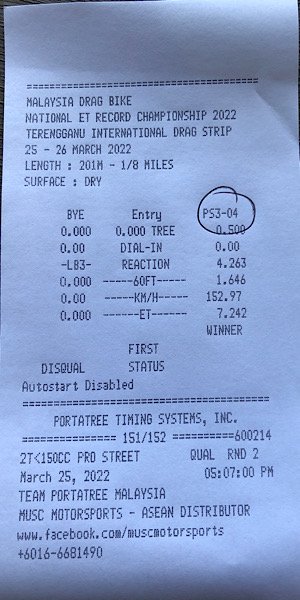 ================================
MALAYSIA DRAG BIKE
NATIONAL ET RECORD CHAMPIONSHIP 2022
TERENGGANU INTERNATIONAL DRAG STRIP
25 - 26 MARCH 2022
LENGTH : 201M - 1/8 MILES
SURFACE : DRY
BYE Entry PS3-04
0.000 0.000 TREE 0.500
0.00 DIAL-IN 0.00
-LB3- REACTION 4.263
0.000 ------60FT----- 1.646
0.00 -----KM/H----- 152.97
0.000 ------ET----- 7.242
WINNER
FIRST
DISQUAL STATUS
Autostart Disabled
========================================
PORTATREE TIMING SYSTEMS, INC.
================ 151/152 ==========600214
2T<150CC PRO STREET QUAL RND 2
March 25, 2022 05:07:00 PM
TEAM PORTATREE MALAYSIA
MUSC MOTORSPORTS - ASEAN DISTRIBUTOR
www.facebook.com/muscmotorsports
+6016-6681490